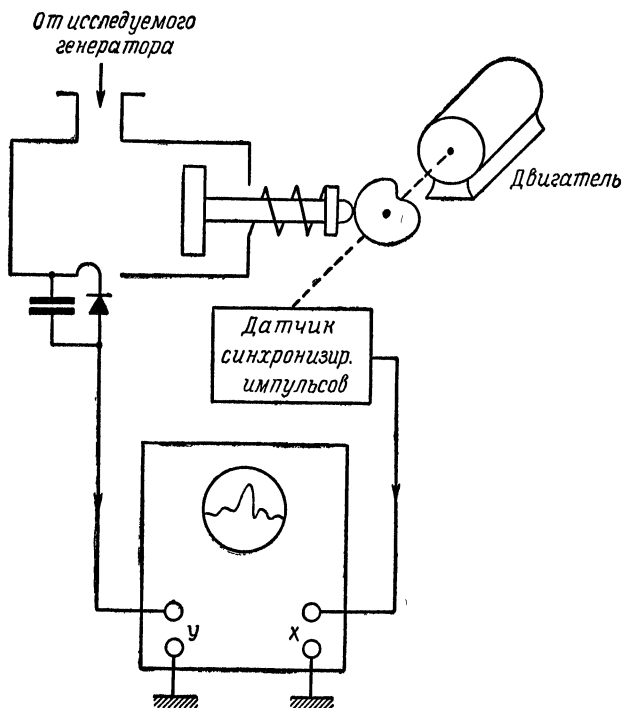 От исследуемого
генератора
Двигатель
Датчик
синхронизир.
импульсов
У
Х